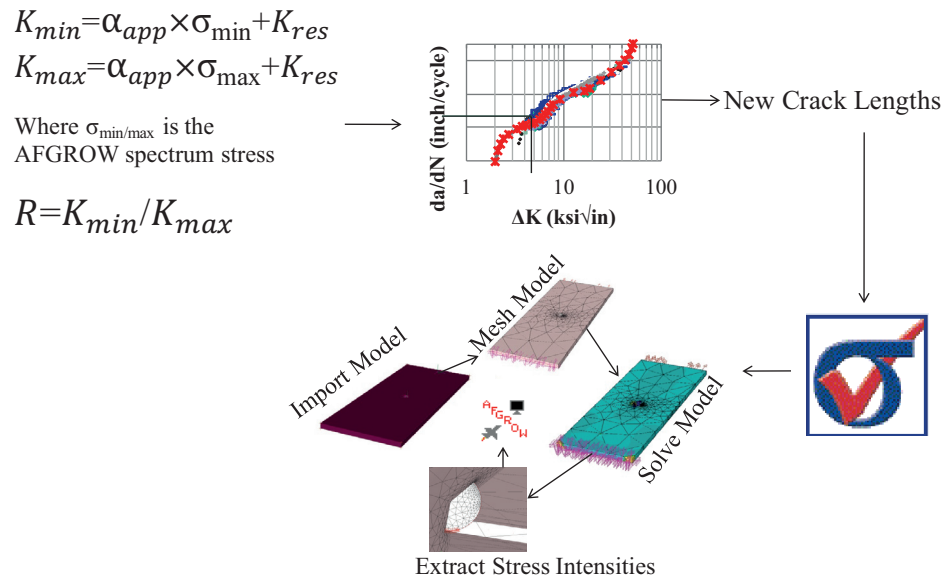 K_min=α_app×σ_min+K_res
K_max=α_app×σ_max+K_res
Where σ_min/max is the
AFGROW spectrum stress
R=K_min/K_max
da/dN (inch/cycle)
1 10 100
ΔK (ksi√in)
New Crack Lengths
Import Model
Mesh Model
Solve Model
AFGROW
σ
Extract Stress Intensities